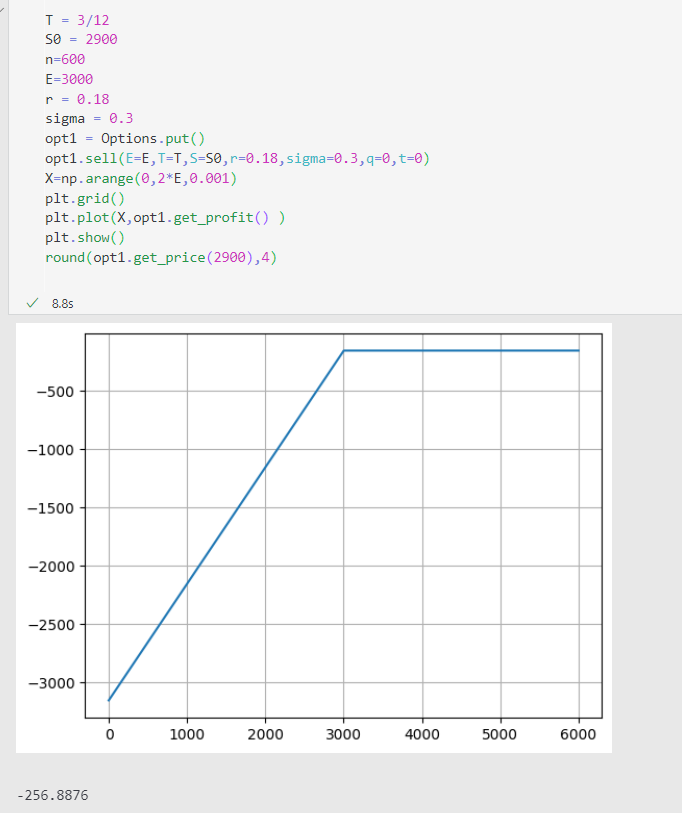 T = 3/12
S0 = 2900
n=600
E=3000
r = 0.18
sigma = 0.3
opt1 = Options.put()
opt1.sell(E=E,T=T,S=S0,r=0.18,sigma=0.3,q=0,t=0)
X=np.arange(0,2*E,0.001)
plt.grid()
plt.plot(X,opt1.get_profit() )
plt.show()
round(opt1.get_price(2900),4)
✓ 8.8s
−500
−1000
−1500
−2000
−2500
−3000
0 1000 2000 3000 4000 5000 6000
-256.8876